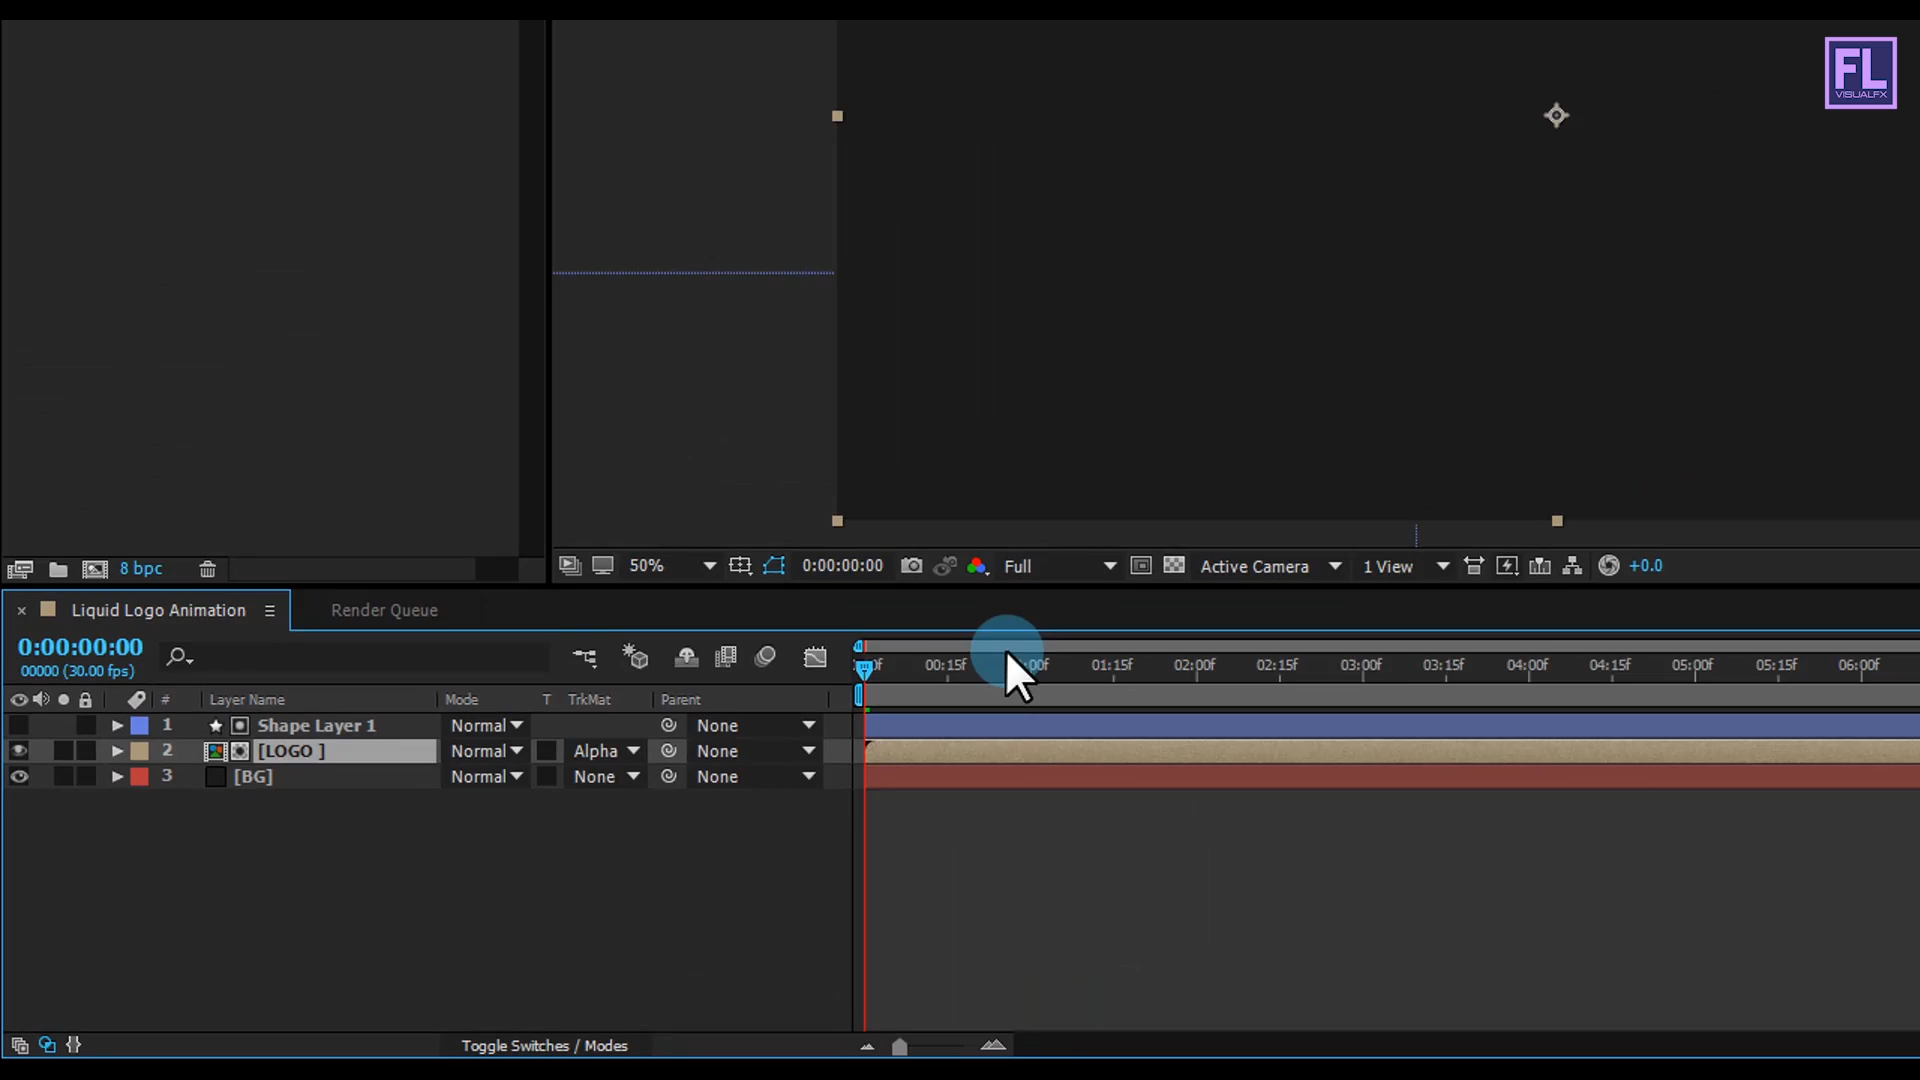 FL
VISUALFX
8 bpc
50%
0:00:00:00
Full
Active Camera
1 View
+0.0
× Liquid Logo Animation
Render Queue
0:00:00:00
00000 (30.00 fps)
00:15f 01:15f 02:00f 02:15f 03:00f 03:15f 04:00f 04:15f 05:00f 05:15f 06:00f
# Layer Name Mode T TrkMat Parent
1 Shape Layer 1 Normal None
2 [LOGO ] Normal Alpha None
3 [BG] Normal None None
Toggle Switches / Modes